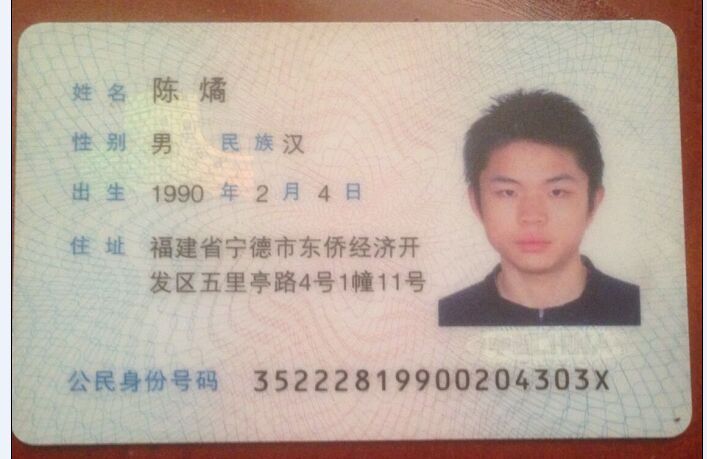 姓名 陈燏
性别 男 民族 汉
出生 1990 年 2 月 4 日
住址 福建省宁德市东侨经济开
发区五里亭路4号1幢11号
公民身份号码 35222819900204303X